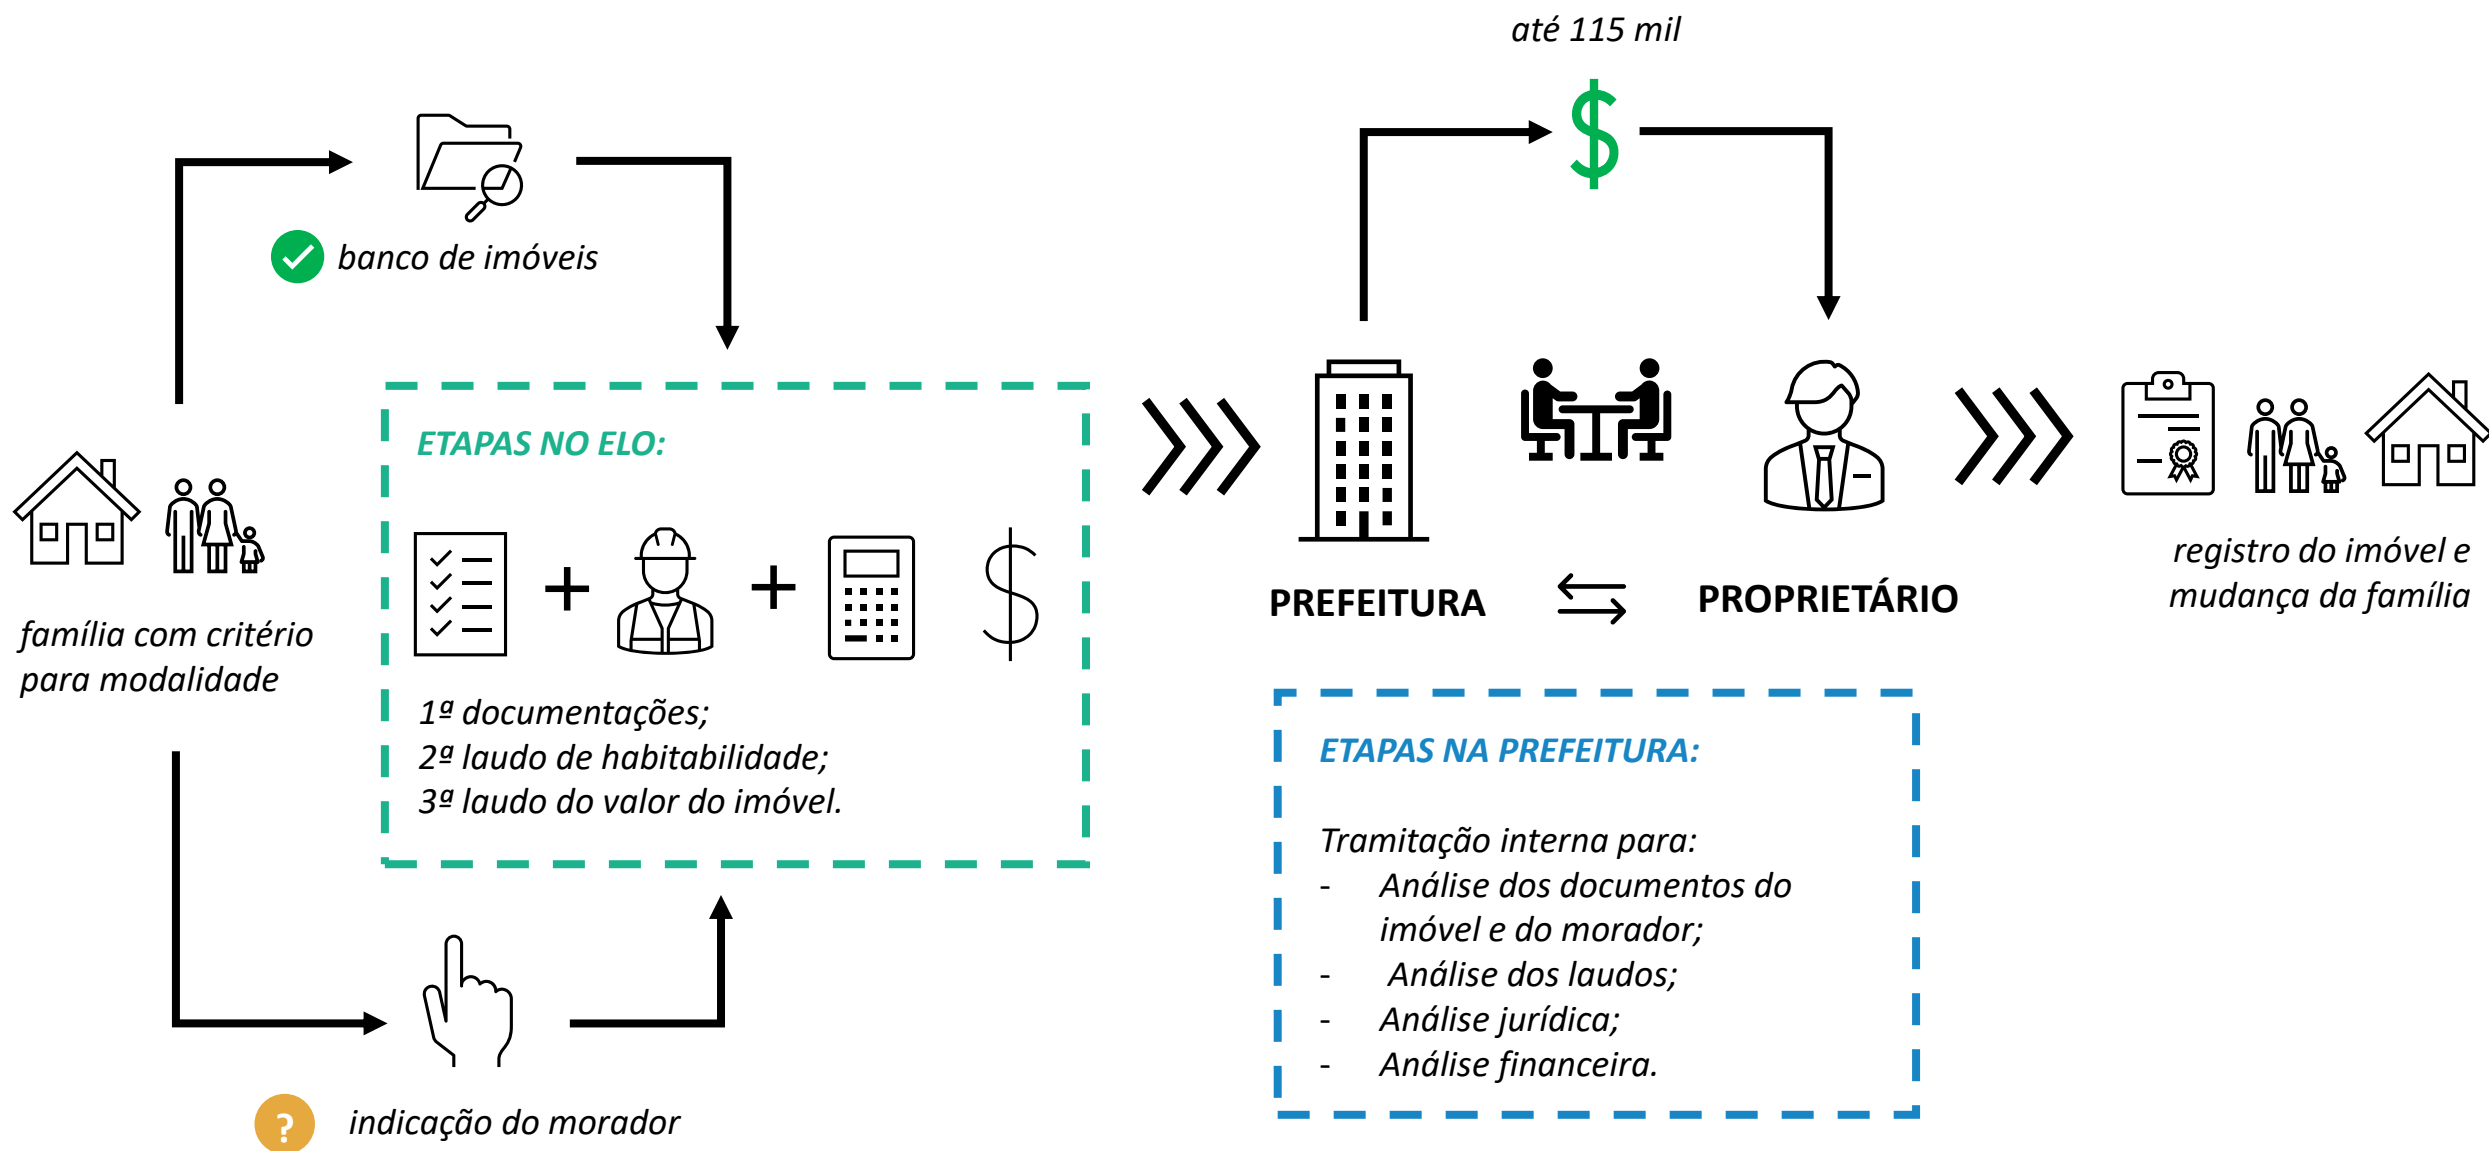 até 115 mil
banco de imóveis
ETAPAS NO ELO:
família com critério
para modalidade
1ª documentações;
2ª laudo de habitabilidade;
3ª laudo do valor do imóvel.
?
indicação do morador
PREFEITURA
PROPRIETÁRIO
ETAPAS NA PREFEITURA:
Tramitação interna para:
- Análise dos documentos do
imóvel e do morador;
- Análise dos laudos;
- Análise jurídica;
- Análise financeira.
registro do imóvel e
mudança da família